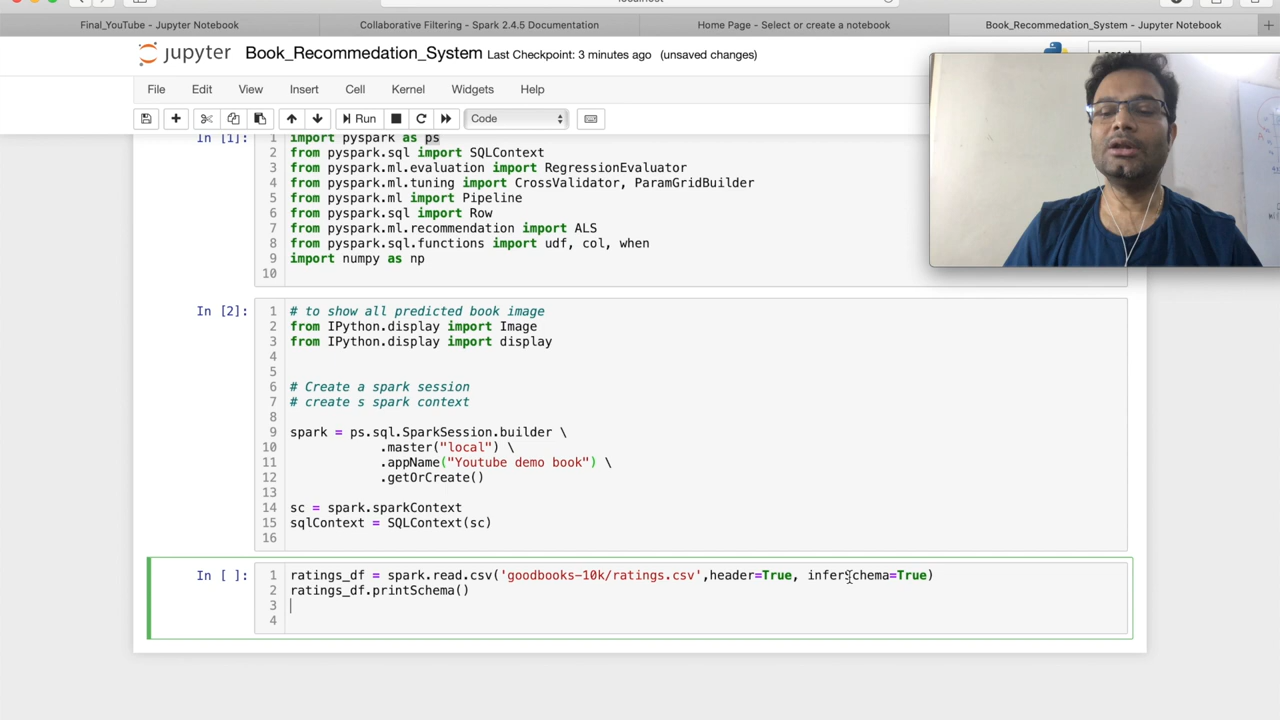 Final_YouTube - Jupyter Notebook
Collaborative Filtering - Spark 2.4.5 Documentation
Home Page - Select or create a notebook
Book_Recommedation_System - Jupyter Notebook
jupyter Book_Recommedation_System Last Checkpoint: 3 minutes ago (unsaved changes)
File Edit View Insert Cell Kernel Widgets Help
Run Code
In [1]: 1 import pyspark as ps
2 from pyspark.sql import SQLContext
3 from pyspark.ml.evaluation import RegressionEvaluator
4 from pyspark.ml.tuning import CrossValidator, ParamGridBuilder
5 from pyspark.ml import Pipeline
6 from pyspark.sql import Row
7 from pyspark.ml.recommendation import ALS
8 from pyspark.sql.functions import udf, col, when
9 import numpy as np
10
In [2]: 1 # to show all predicted book image
2 from IPython.display import Image
3 from IPython.display import display
4
5
6 # Create a spark session
7 # create s spark context
8
9 spark = ps.sql.SparkSession.builder \
10 .master("local") \
11 .appName("Youtube demo book") \
12 .getOrCreate()
13
14 sc = spark.sparkContext
15 sqlContext = SQLContext(sc)
16
In [ ]: 1 ratings_df = spark.read.csv('goodbooks-10k/ratings.csv',header=True, inferSchema=True)
2 ratings_df.printSchema()
3
4